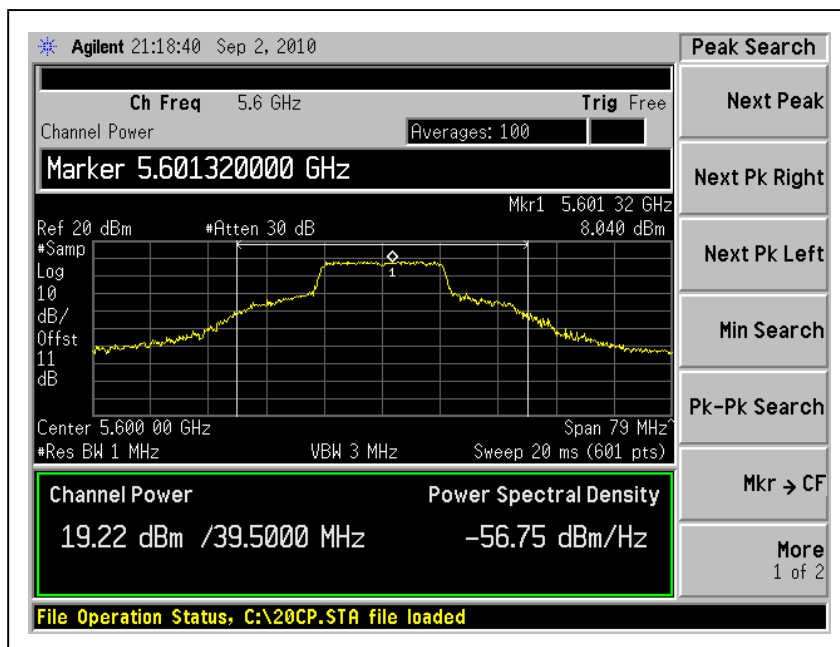 Agilent 21:18:40 Sep 2, 2010
Peak Search
Ch Freq 5.6 GHz Trig Free
Channel Power Averages: 100
Marker 5.601320000 GHz
Mkr1 5.601 32 GHz
Ref 20 dBm #Atten 30 dB 8.040 dBm
#Samp
Log
10
dB/
Offst
11
dB
1
Center 5.600 00 GHz Span 79 MHz^
#Res BW 1 MHz VBW 3 MHz Sweep 20 ms (601 pts)
Channel Power Power Spectral Density
19.22 dBm /39.5000 MHz -56.75 dBm/Hz
File Operation Status, C:\20CP.STA file loaded
Next Peak
Next Pk Right
Next Pk Left
Min Search
Pk-Pk Search
Mkr → CF
More
1 of 2